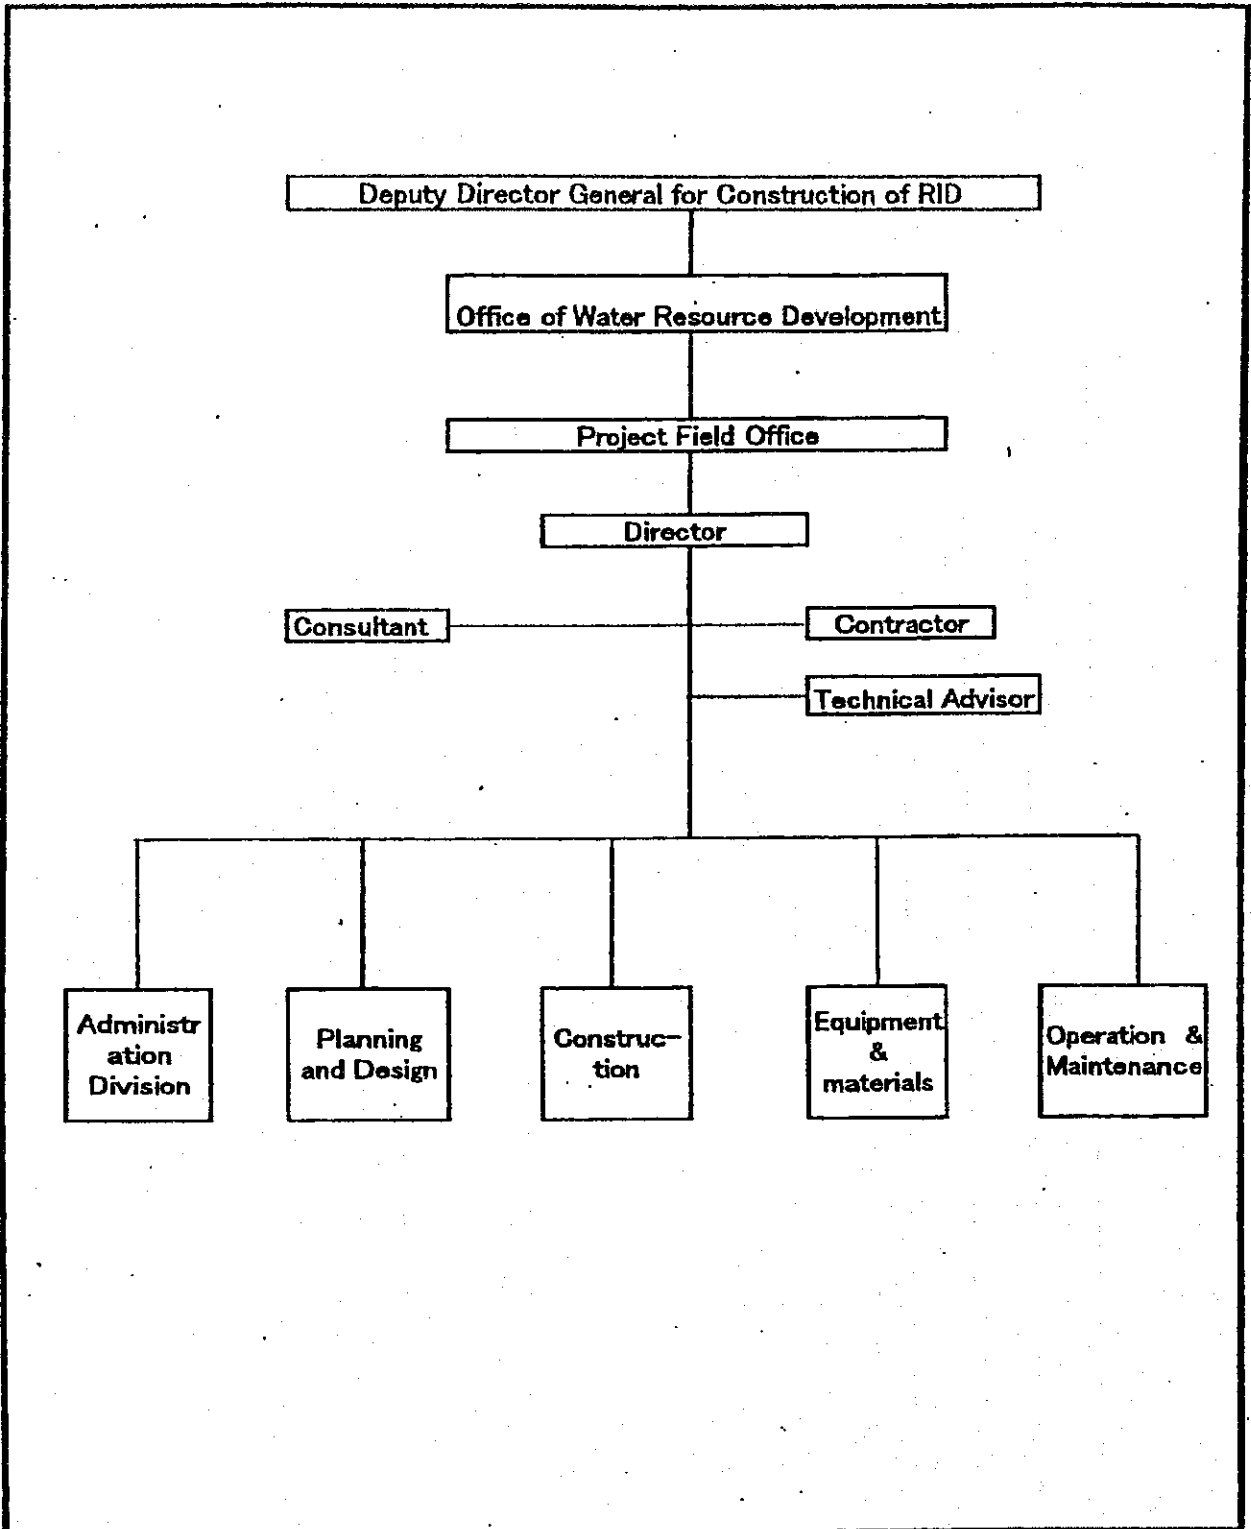 Deputy Director General for Construction of RID
Office of Water Resource Development
Project Field Office
Director
Consultant
Contractor
Technical Advisor
Administr
ation
Division
Planning
and Design
Construc-
tion
Equipment
&
materials
Operation &
Maintenance